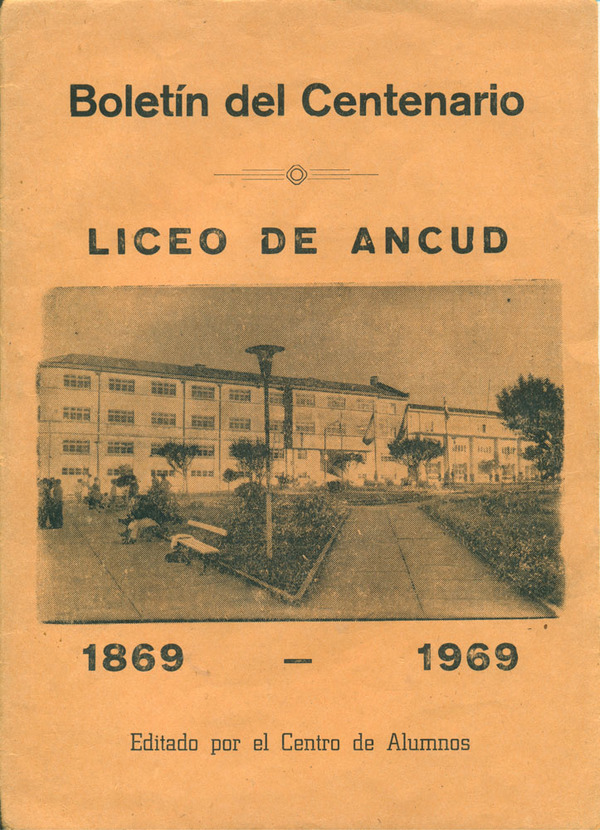 Boletín del Centenario
LICEO DE ANCUD
1869 — 1969
Editado por el Centro de Alumnos